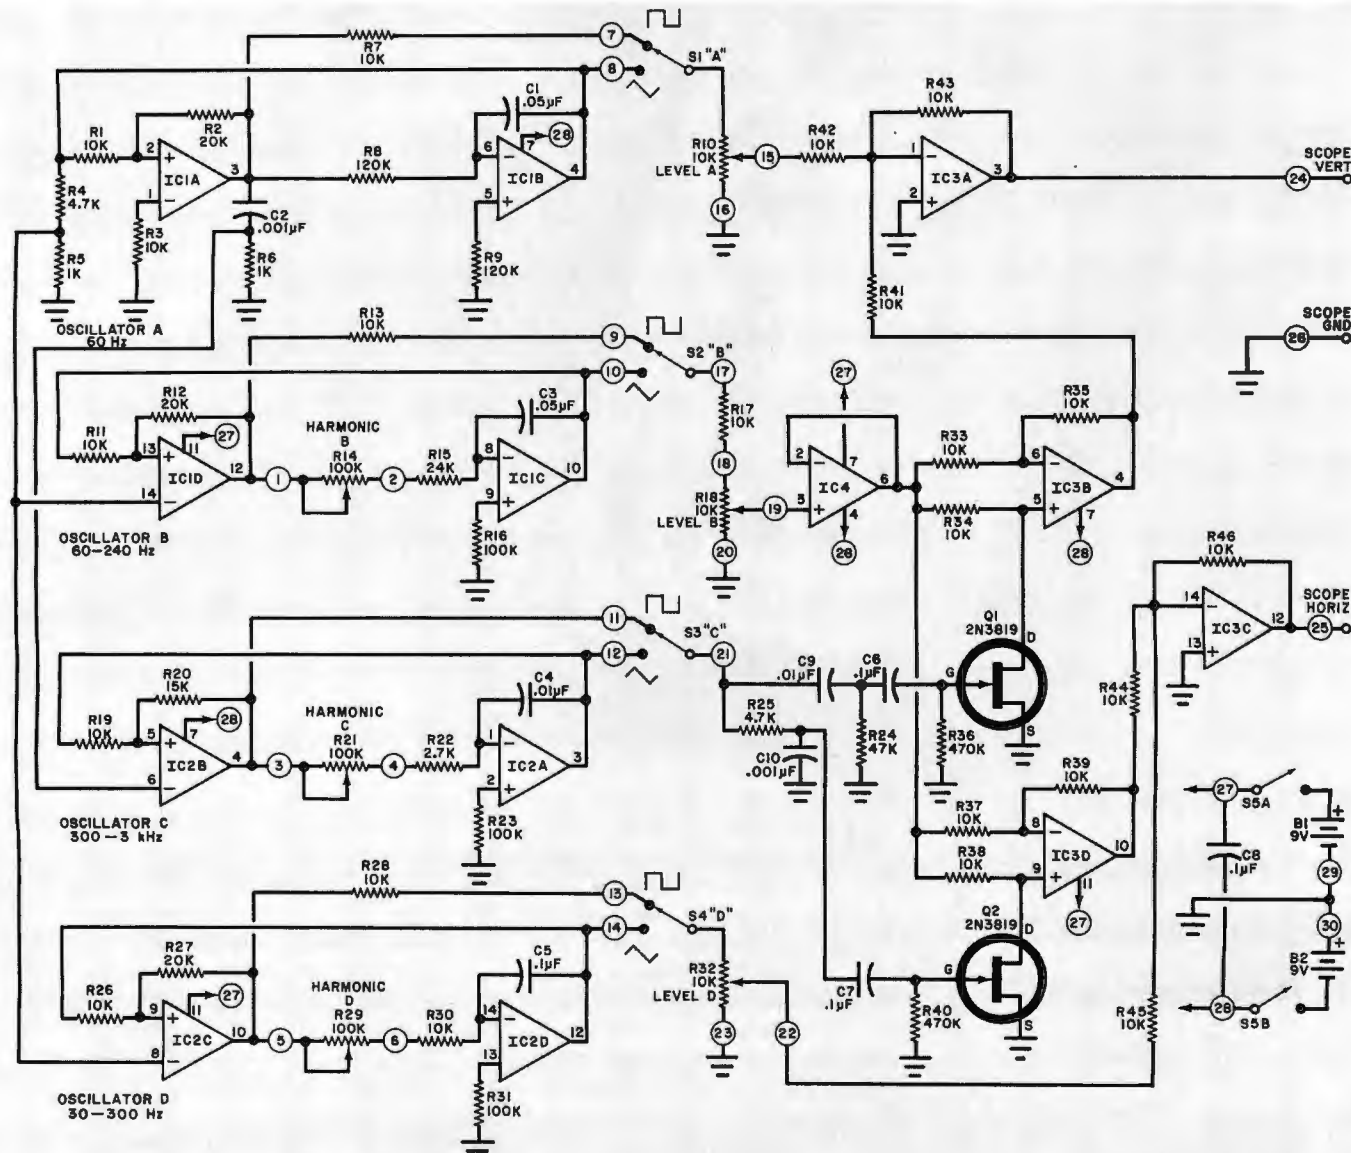 7
R7
10K
S1 "A"
8
C1
.05µF
28
R1
10K
R2
20K
2
+
IC1A
3
1
−
R8
120K
6
−
7
IC1B
4
5
+
R4
4.7K
R3
10K
C2
.001µF
R5
1K
R6
1K
R9
120K
OSCILLATOR A
60 Hz
R10
10K
LEVEL A
15
16
R42
10K
R43
10K
1
−
IC3A
3
2
+
24
SCOPE
VERT
R41
10K
26
SCOPE
GND
R13
10K
9
S2 "B"
10
17
R12
20K
R11
10K
13
+
11
27
IC1D
12
14
−
1
HARMONIC
B
R14
100K
2
R15
24K
C3
.05µF
8
−
IC1C
10
9
+
R16
100K
OSCILLATOR B
60–240 Hz
R17
10K
18
R18
10K
LEVEL B
19
20
27
2
−
7
IC4
6
3
+
4
28
R33
10K
R34
10K
R35
10K
6
−
IC3B
4
5
+
7
28
11
S3 "C"
12
21
R20
15K
R19
10K
5
+
7
28
IC2B
4
6
−
3
HARMONIC
C
R21
100K
4
R22
2.7K
C4
.01µF
1
−
IC2A
3
2
+
R23
100K
OSCILLATOR C
300–3 kHz
C9
.01µF
C6
.1µF
R25
4.7K
C10
.001µF
R24
47K
R36
470K
Q1
2N3819
D
G
S
R46
10K
14
−
IC3C
12
13
+
25
SCOPE
HORIZ
R44
10K
R39
10K
R37
10K
R38
10K
8
−
IC3D
10
9
+
11
27
R28
10K
13
S4 "D"
14
R27
20K
R26
10K
9
+
11
27
IC2C
10
8
−
5
HARMONIC
D
R29
100K
6
R30
10K
C5
.1µF
14
−
IC2D
12
13
+
R31
100K
OSCILLATOR D
30–300 Hz
R32
10K
LEVEL D
23
22
C7
.1µF
R40
470K
Q2
2N3819
D
G
S
R45
10K
27
S5A
B1
9V
+
C8
.1µF
29
30
+
B2
9V
28
S5B